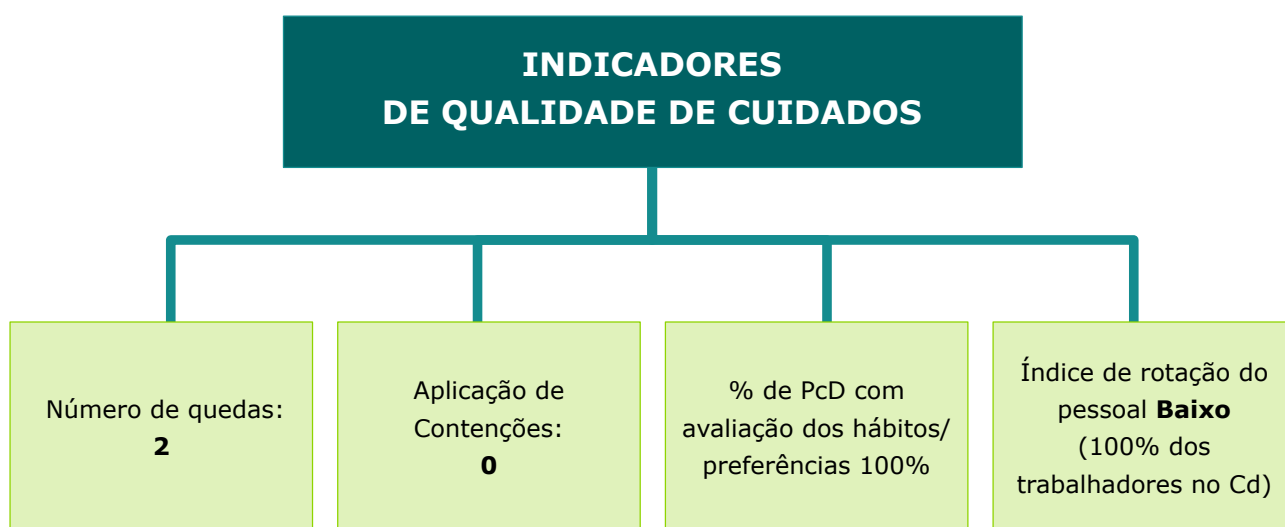 INDICADORES
DE QUALIDADE DE CUIDADOS
Número de quedas:
2
Aplicação de
Contenções:
0
% de PcD com
avaliação dos hábitos/
preferências 100%
Índice de rotação do
pessoal Baixo
(100% dos
trabalhadores no Cd)